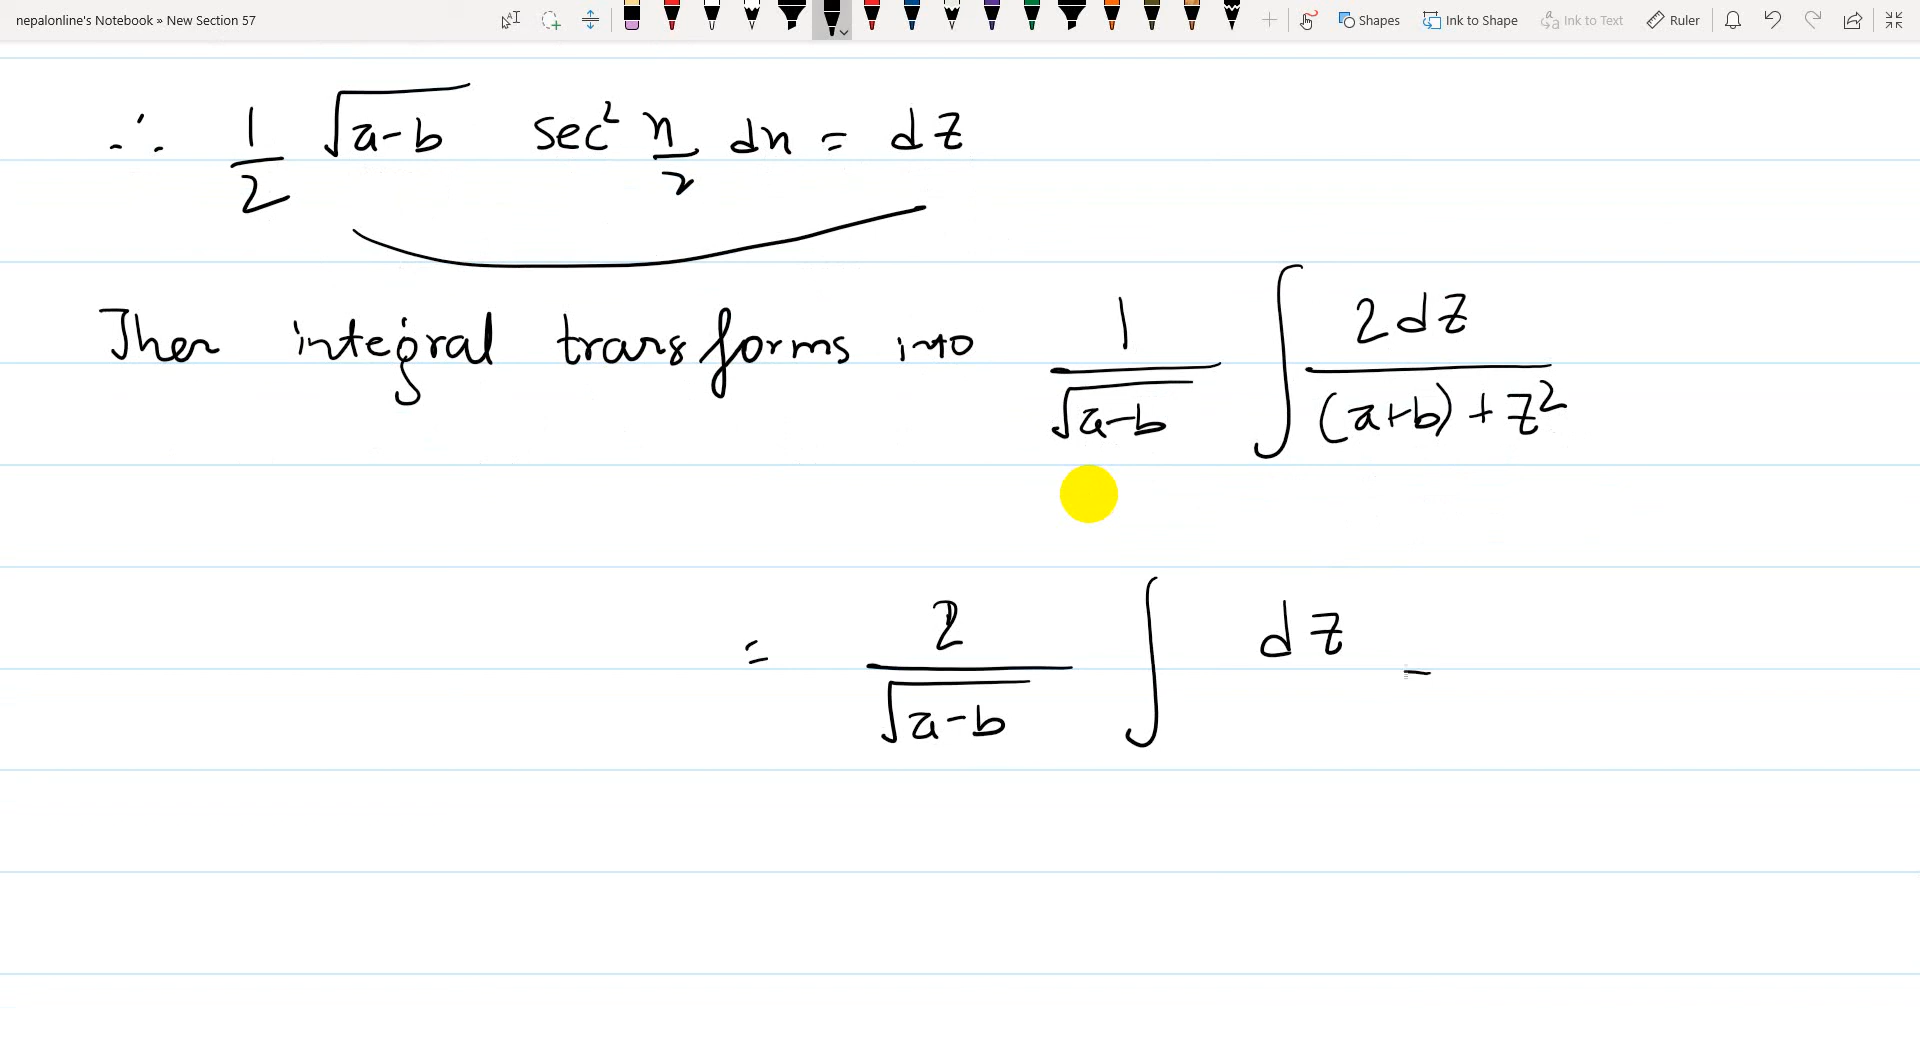 nepalonline's Notebook » New Section 57
Shapes Ink to Shape Ink to Text Ruler
∴ 1/2 √(a-b) sec² x/2 dx = dz
Then integral transforms into 1/√(a-b) ∫ 2dz/((a+b)+z²)
= 2/√(a-b) ∫ dz -